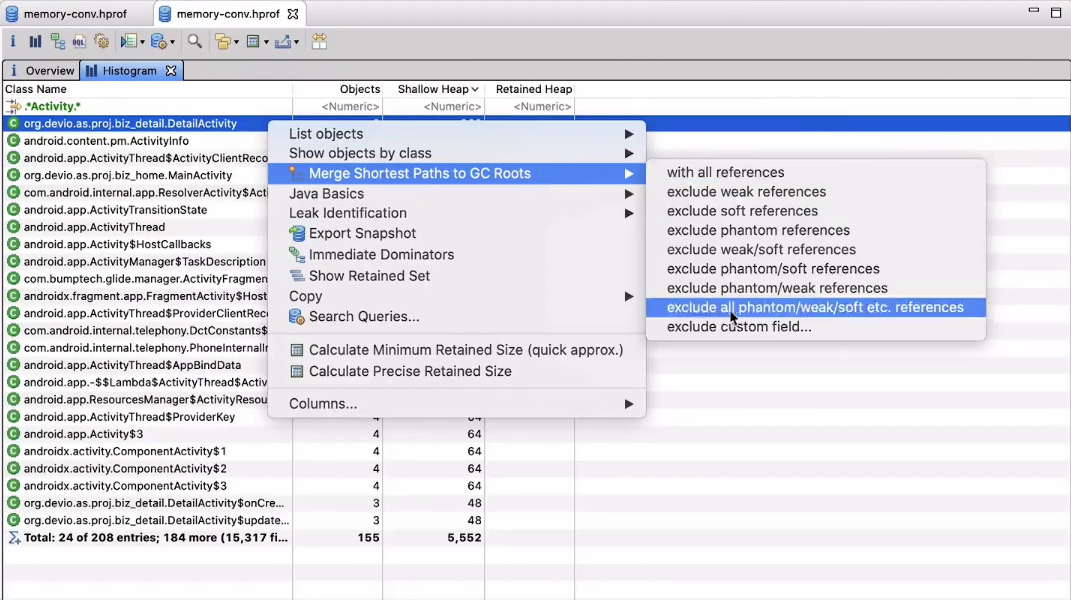 memory-conv.hprof
memory-conv.hprof
OQL
i Overview
Histogram
Class Name Objects Shallow Heap Retained Heap
.*Activity.* <Numeric> <Numeric> <Numeric>
org.devio.as.proj.biz_detail.DetailActivity
android.content.pm.ActivityInfo
android.app.ActivityThread$ActivityClientReco
org.devio.as.proj.biz_home.MainActivity
com.android.internal.app.ResolverActivity$Acti
android.app.ActivityTransitionState
android.app.ActivityThread
android.app.Activity$HostCallbacks
android.app.ActivityManager$TaskDescription
com.bumptech.glide.manager.ActivityFragmen
androidx.fragment.app.FragmentActivity$Host
android.app.ActivityThread$ProviderClientReco
com.android.internal.telephony.DctConstants$
com.android.internal.telephony.PhoneInternalIn
android.app.ActivityThread$AppBindData
android.app.-$$Lambda$ActivityThread$Activ
android.app.ResourcesManager$ActivityResou
android.app.ActivityThread$ProviderKey 4 64
android.app.Activity$3 4 64
androidx.activity.ComponentActivity$1 4 64
androidx.activity.ComponentActivity$2 4 64
androidx.activity.ComponentActivity$3 4 64
org.devio.as.proj.biz_detail.DetailActivity$onCre... 3 48
org.devio.as.proj.biz_detail.DetailActivity$update... 3 48
Total: 24 of 208 entries; 184 more (15,317 fi... 155 5,552
List objects
Show objects by class
Merge Shortest Paths to GC Roots
Java Basics
Leak Identification
Export Snapshot
Immediate Dominators
Show Retained Set
Copy
Search Queries...
Calculate Minimum Retained Size (quick approx.)
Calculate Precise Retained Size
Columns...
with all references
exclude weak references
exclude soft references
exclude phantom references
exclude weak/soft references
exclude phantom/soft references
exclude phantom/weak references
exclude all phantom/weak/soft etc. references
exclude custom field...